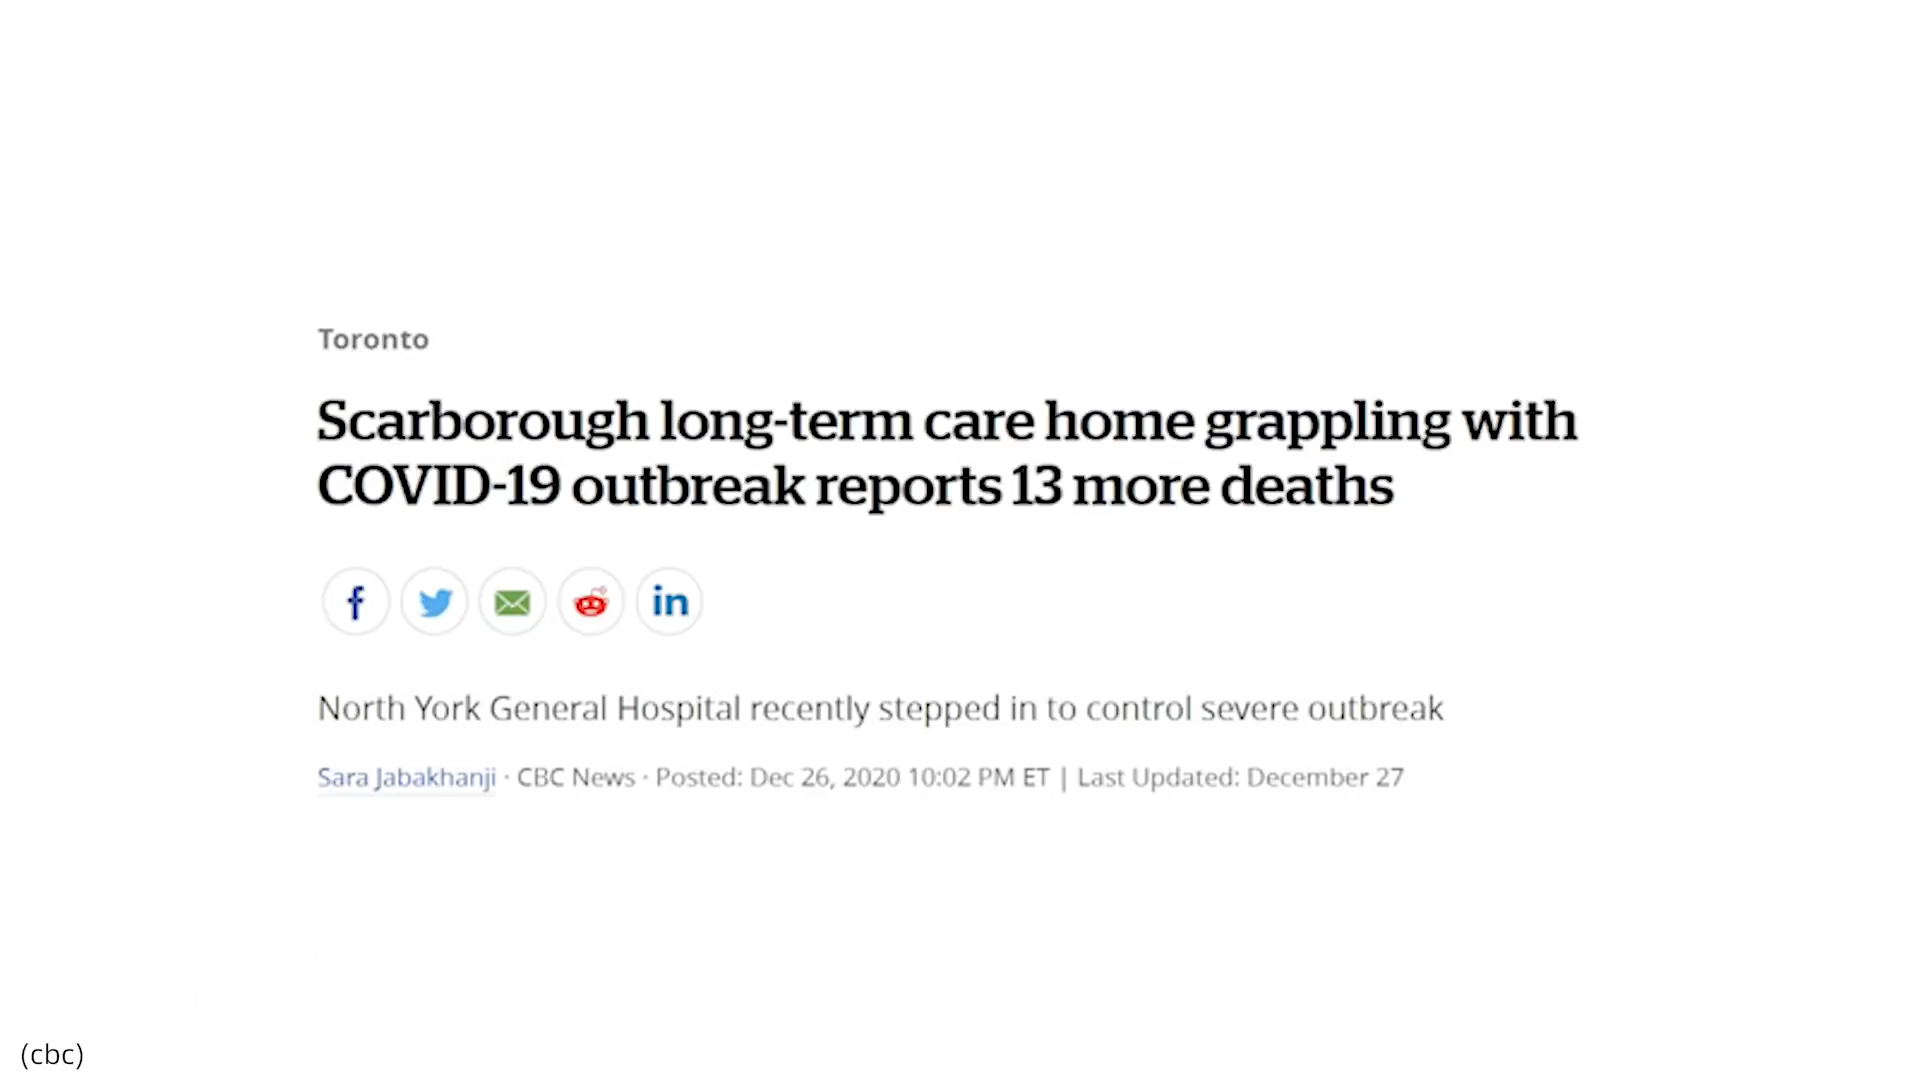 Toronto
Scarborough long-term care home grappling with
COVID-19 outbreak reports 13 more deaths
f
in
North York General Hospital recently stepped in to control severe outbreak
Sara Jabakhanji · CBC News · Posted: Dec 26, 2020 10:02 PM ET | Last Updated: December 27
(cbc)